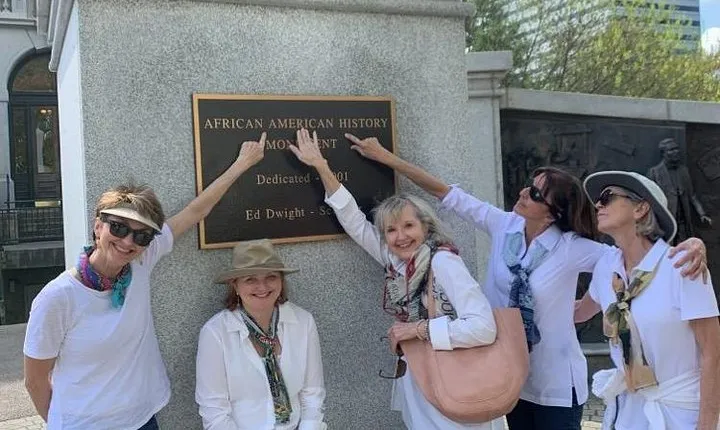 AFRICAN AMERICAN HISTORY
Dedicated
Ed Dwight -